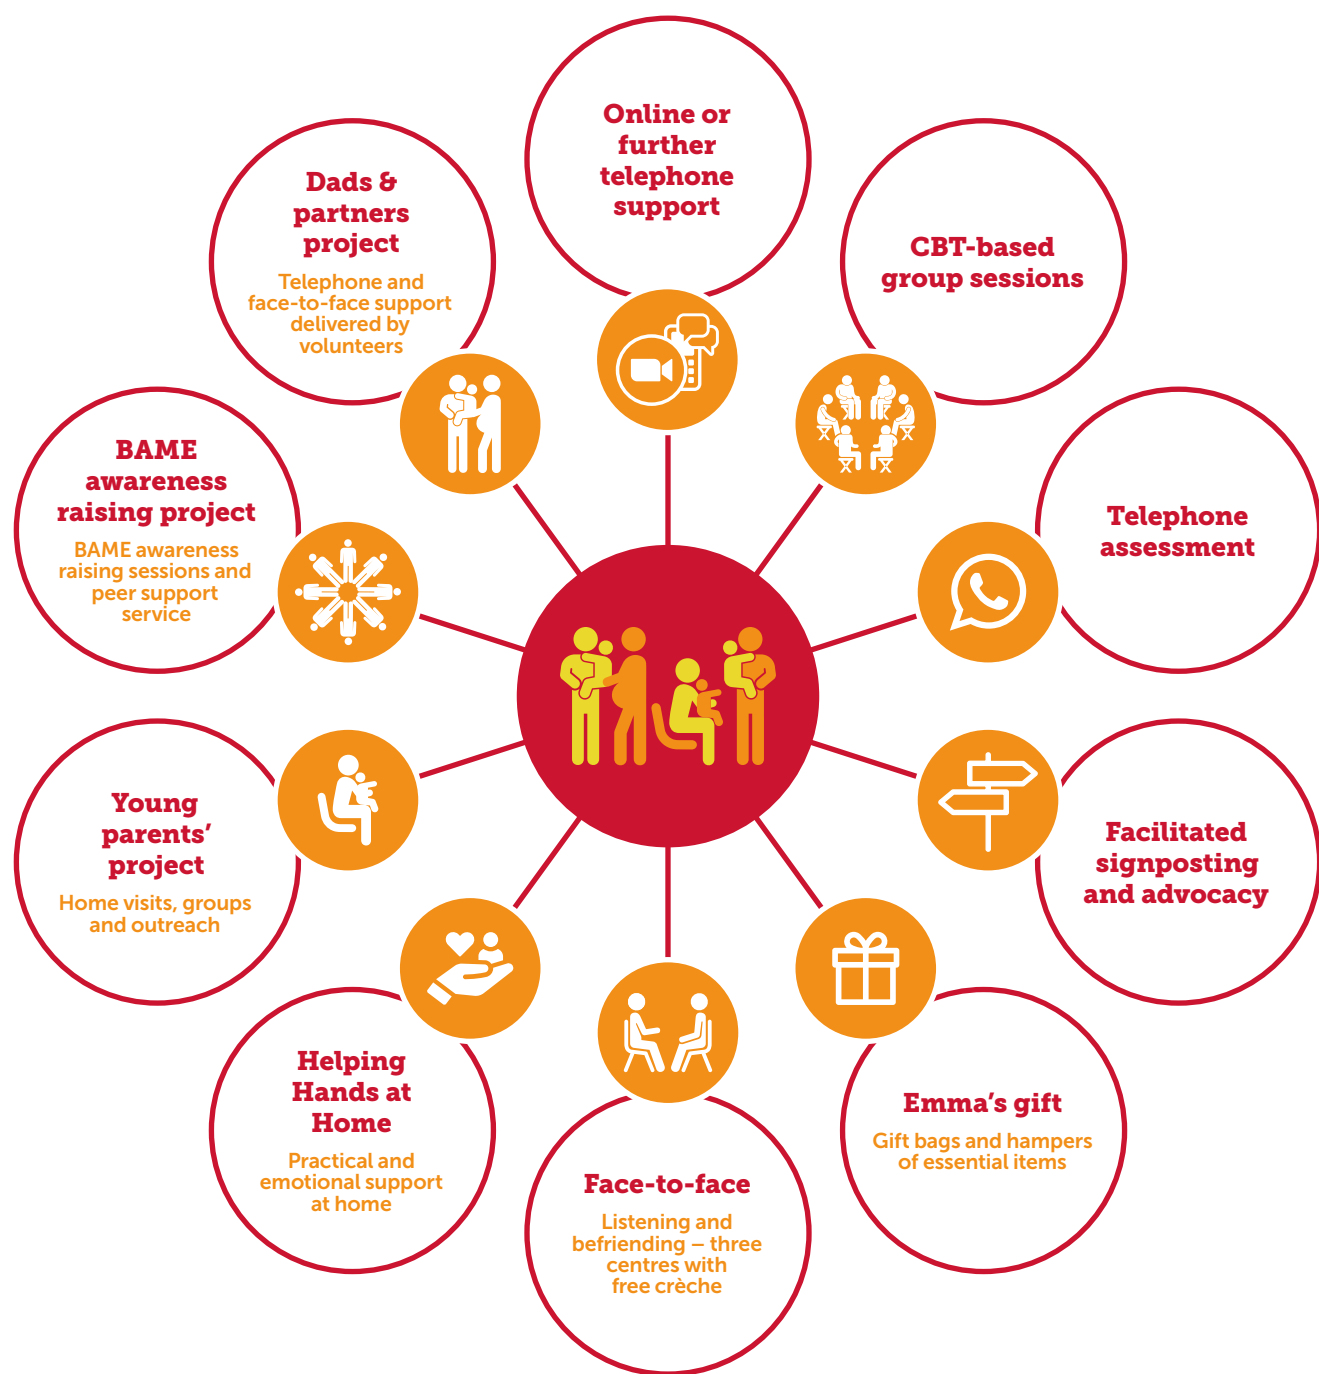 Online or
further
telephone
support
CBT-based
group sessions
Telephone
assessment
Facilitated
signposting
and advocacy
Emma’s gift
Gift bags and hampers
of essential items
Face-to-face
Listening and
befriending – three
centres with
free crèche
Helping
Hands at
Home
Practical and
emotional support
at home
Young
parents’
project
Home visits, groups
and outreach
BAME
awareness
raising project
BAME awareness
raising sessions and
peer support
service
Dads &
partners
project
Telephone and
face-to-face support
delivered by
volunteers